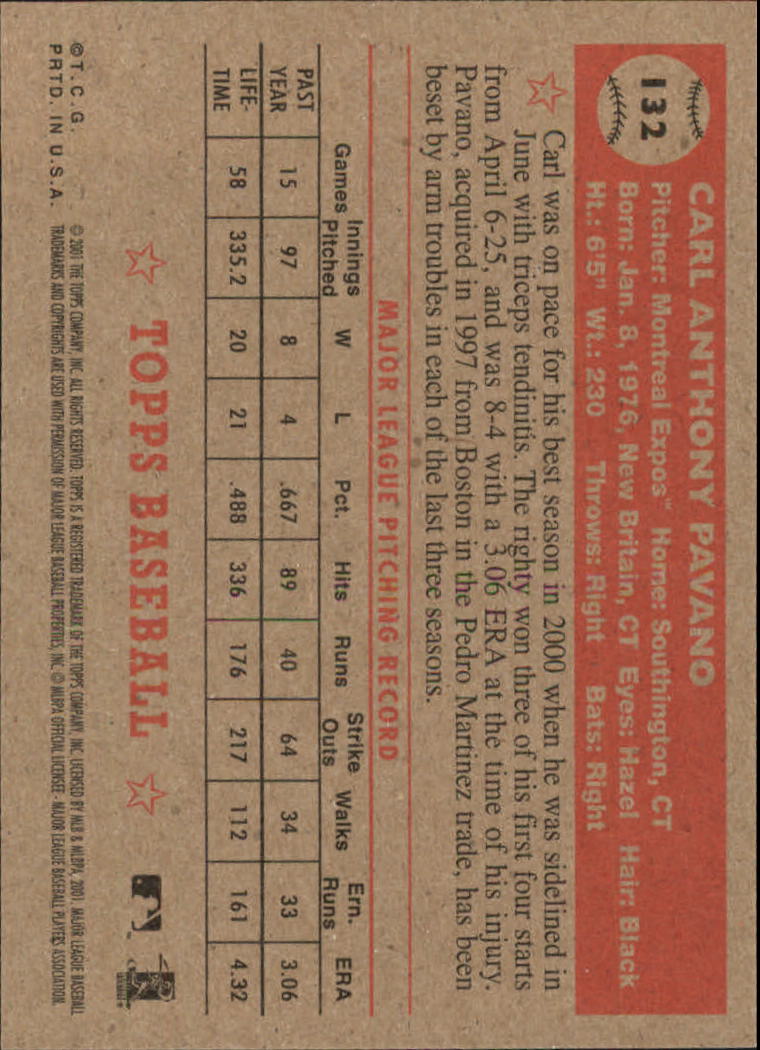 132
CARL ANTHONY PAVANO
Pitcher: Montreal Expos™ Home: Southington, CT
Born: Jan. 8, 1976, New Britain, CT Eyes: Hazel Hair: Black
Ht.: 6'5" Wt.: 230 Throws: Right Bats: Right
Carl was on pace for his best season in 2000 when he was sidelined in
June with triceps tendinitis. The righty won three of his first four starts
from April 6-25, and was 8-4 with a 3.06 ERA at the time of his injury.
Pavano, acquired in 1997 from Boston in the Pedro Martinez trade, has been
beset by arm troubles in each of the last three seasons.
MAJOR LEAGUE PITCHING RECORD
Games Innings Pitched W L Pct. Hits Runs Strike Outs Walks Ern. Runs ERA
PAST YEAR 15 97 8 4 .667 89 40 64 34 33 3.06
LIFE-TIME 58 335.2 20 21 .488 336 176 217 112 161 4.32
TOPPS BASEBALL
©T.C.G. © 2001 THE TOPPS COMPANY, INC. ALL RIGHTS RESERVED. TOPPS IS A REGISTERED TRADEMARK OF THE TOPPS COMPANY, INC. LICENSED BY MLB & MLBPA, 2001. MAJOR LEAGUE BASEBALL
PRTD. IN U.S.A. TRADEMARKS AND COPYRIGHTS ARE USED WITH PERMISSION OF MAJOR LEAGUE BASEBALL PROPERTIES, INC. © MLBPA OFFICIAL LICENSEE - MAJOR LEAGUE BASEBALL PLAYERS ASSOCIATION.